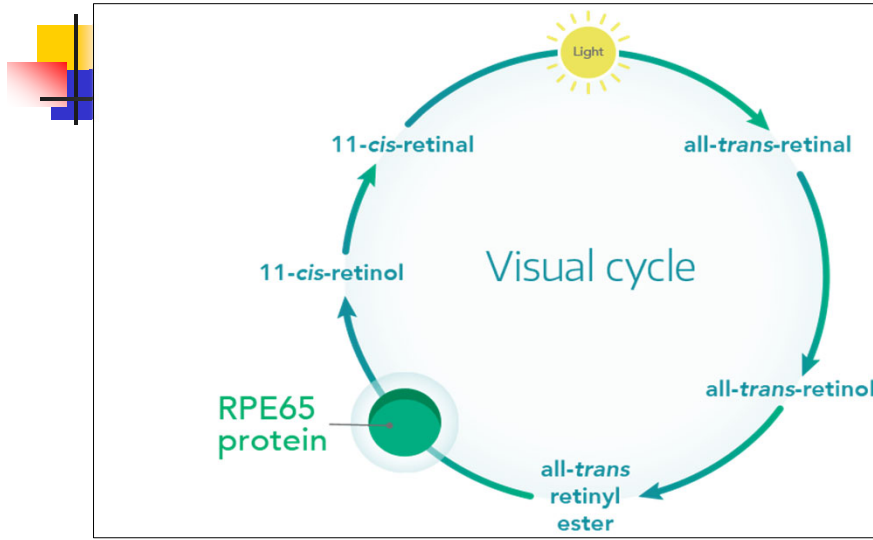 Light
11-cis-retinal
all-trans-retinal
11-cis-retinol
Visual cycle
all-trans-retinol
RPE65
protein
all-trans
retinyl
ester